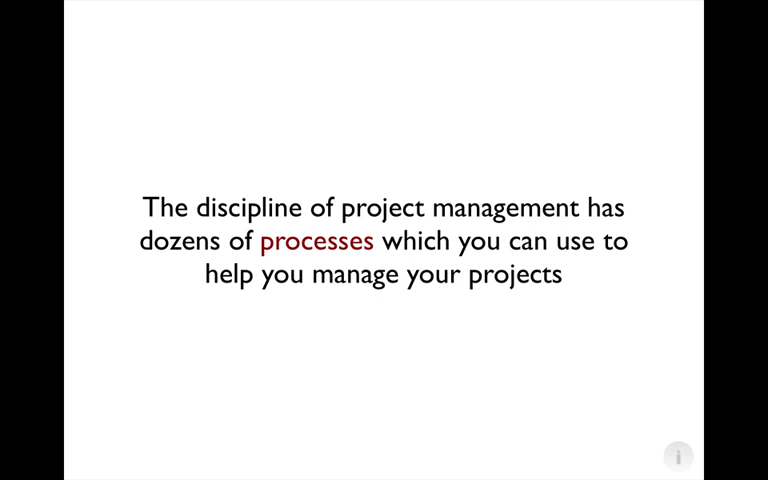 The discipline of project management has
dozens of processes which you can use to
help you manage your projects
i